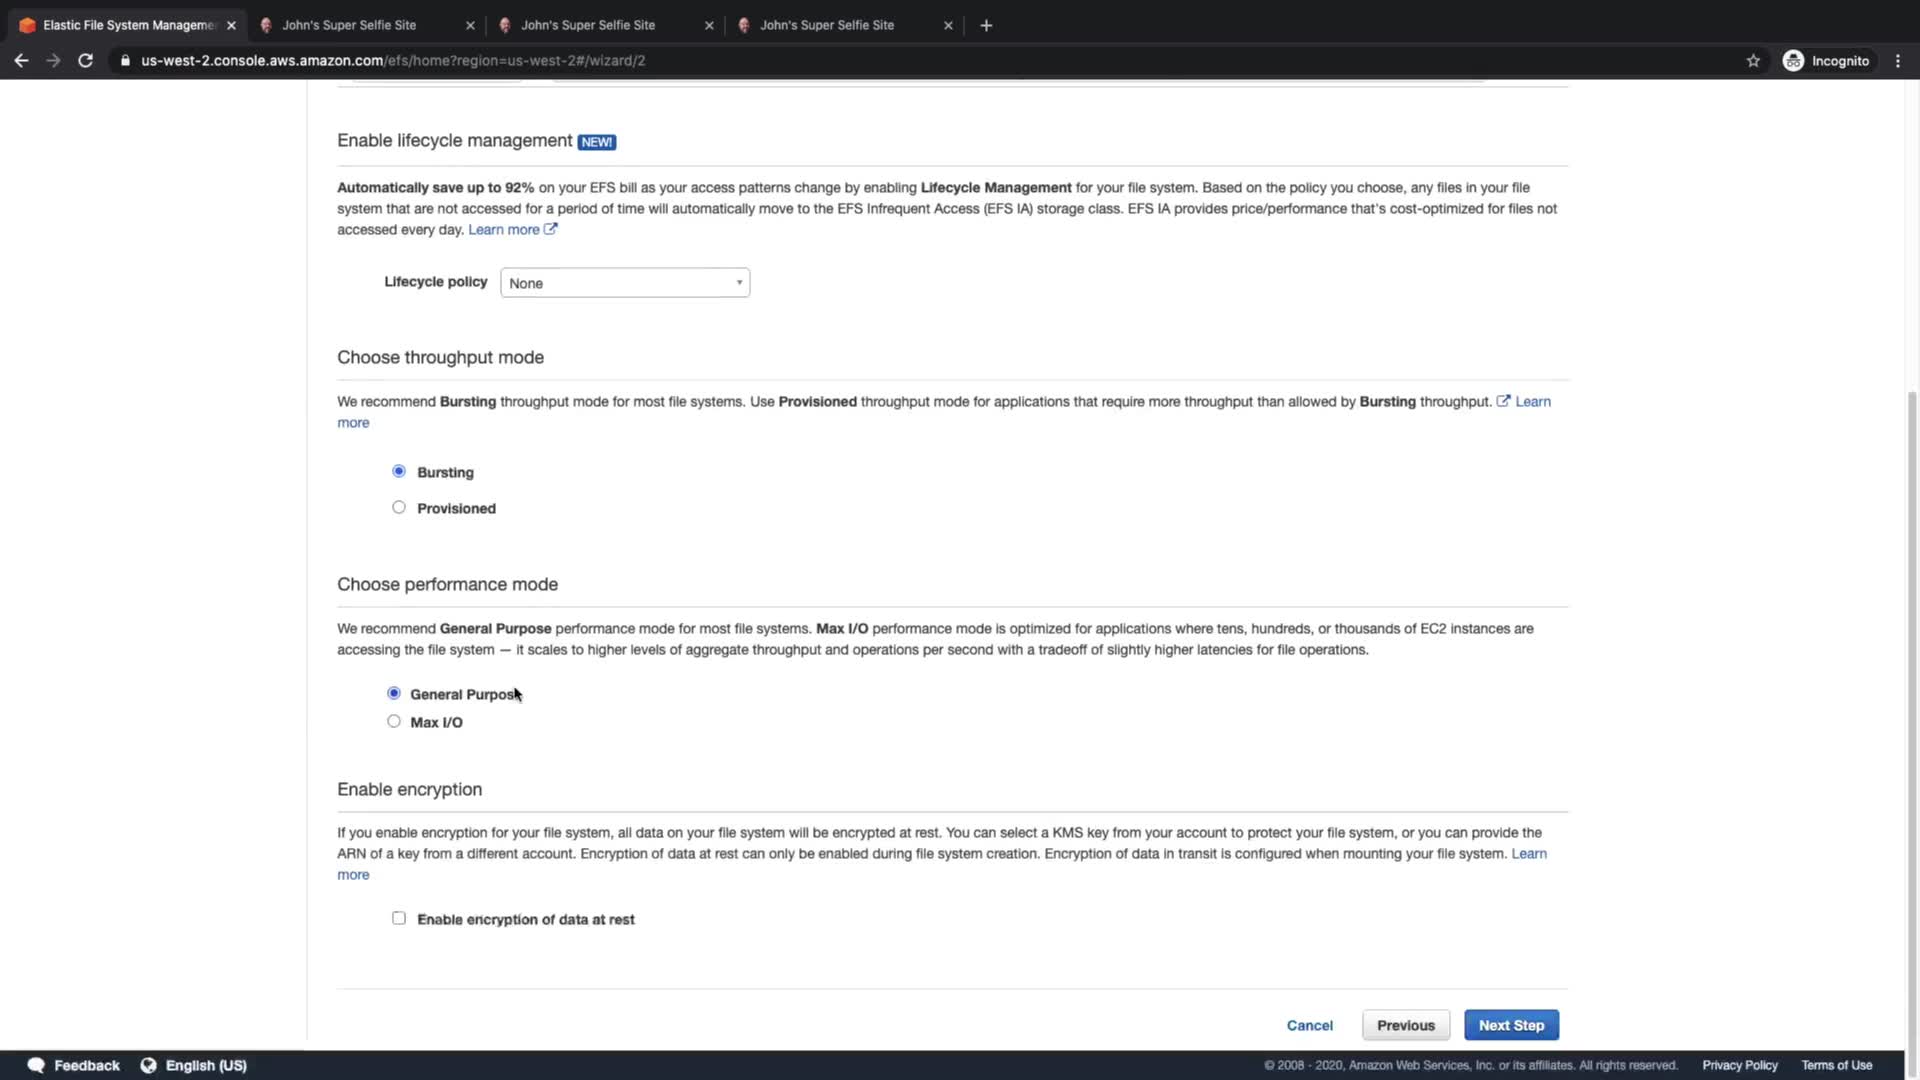 Elastic File System Manageme
John's Super Selfie Site
John's Super Selfie Site
John's Super Selfie Site
us-west-2.console.aws.amazon.com/efs/home?region=us-west-2#/wizard/2
Incognito
Enable lifecycle management NEW!
Automatically save up to 92% on your EFS bill as your access patterns change by enabling Lifecycle Management for your file system. Based on the policy you choose, any files in your file
system that are not accessed for a period of time will automatically move to the EFS Infrequent Access (EFS IA) storage class. EFS IA provides price/performance that's cost-optimized for files not
accessed every day. Learn more
Lifecycle policy None
Choose throughput mode
We recommend Bursting throughput mode for most file systems. Use Provisioned throughput mode for applications that require more throughput than allowed by Bursting throughput. Learn
more
Bursting
Provisioned
Choose performance mode
We recommend General Purpose performance mode for most file systems. Max I/O performance mode is optimized for applications where tens, hundreds, or thousands of EC2 instances are
accessing the file system — it scales to higher levels of aggregate throughput and operations per second with a tradeoff of slightly higher latencies for file operations.
General Purpose
Max I/O
Enable encryption
If you enable encryption for your file system, all data on your file system will be encrypted at rest. You can select a KMS key from your account to protect your file system, or you can provide the
ARN of a key from a different account. Encryption of data at rest can only be enabled during file system creation. Encryption of data in transit is configured when mounting your file system. Learn
more
Enable encryption of data at rest
Cancel Previous Next Step
Feedback English (US) © 2008 - 2020, Amazon Web Services, Inc. or its affiliates. All rights reserved. Privacy Policy Terms of Use